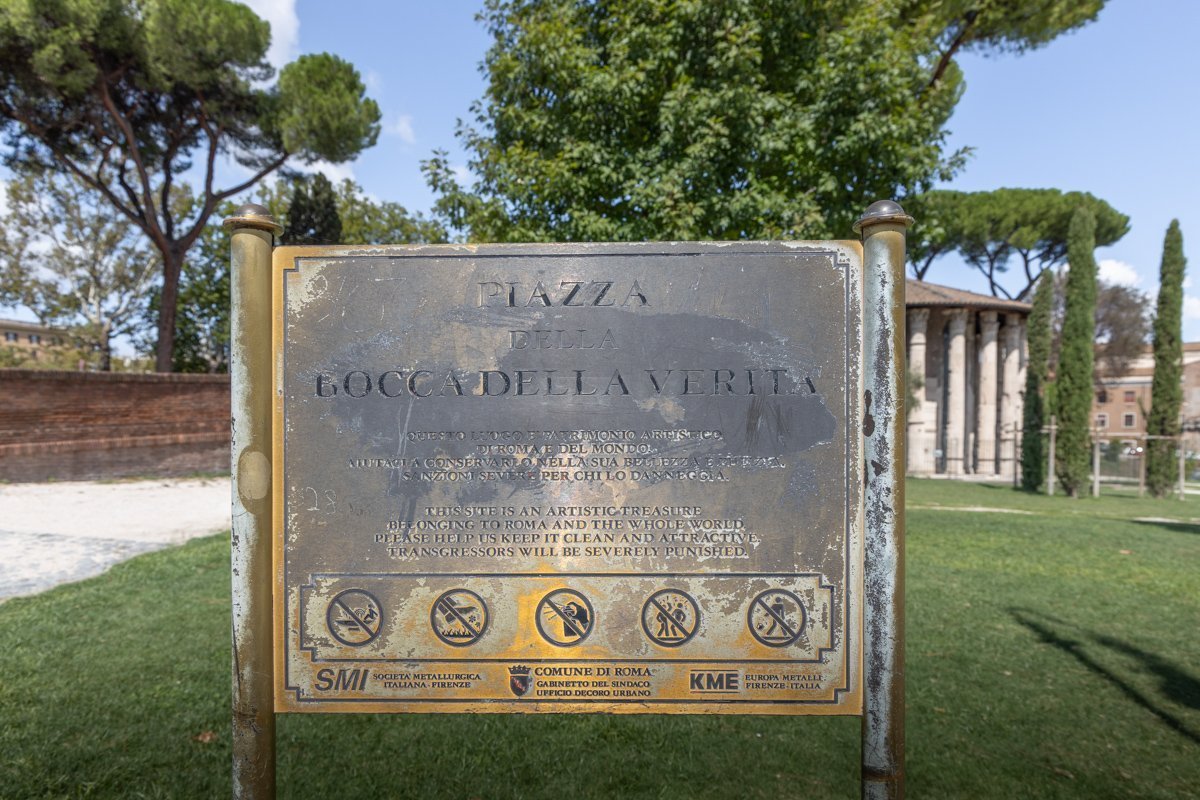 PIAZZA
DELLA
BOCCA DELLA VERITA
QUESTO LUOGO E PATRIMONIO ARTISTICO
DI ROMA E DEL MONDO.
AIUTACI A CONSERVARLO, NELLA SUA BELLEZZA E PULIZIA.
SANZIONI SEVERE PER CHI LO DANNEGGIA.
THIS SITE IS AN ARTISTIC TREASURE
BELONGING TO ROMA AND THE WHOLE WORLD.
PLEASE HELP US KEEP IT CLEAN AND ATTRACTIVE.
TRANSGRESSORS WILL BE SEVERELY PUNISHED.
SMI SOCIETA METALLURGICA
ITALIANA-FIRENZE
COMUNE DI ROMA
GABINETTO DEL SINDACO
UFFICIO DECORO URBANO
KME EUROPA METALLI
FIRENZE-ITALIA